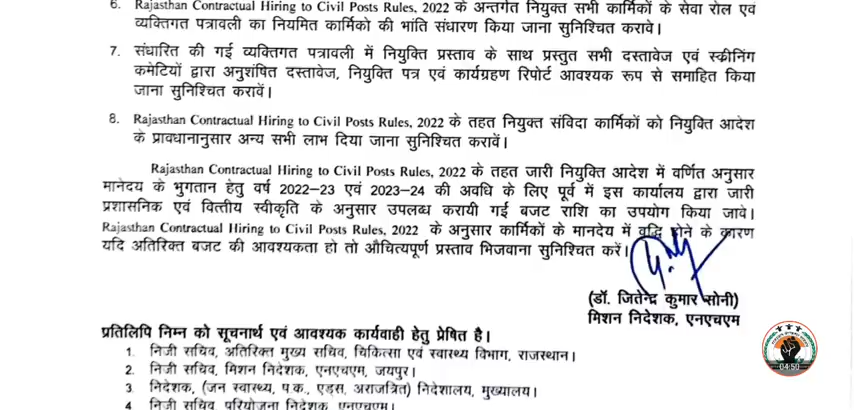 6. Rajasthan Contractual Hiring to Civil Posts Rules, 2022 के अन्तर्गत नियुक्त सभी कार्मिकों के सेवा रोल एवं
व्यक्तिगत पत्रावली का नियमित कार्मिको की भांति संधारण किया जाना सुनिश्चित करावे।
7. संधारित की गई व्यक्तिगत पत्रावली में नियुक्ति प्रस्ताव के साथ प्रस्तुत सभी दस्तावेज एवं स्क्रीनिंग
कमेटियों द्वारा अनुशंषित दस्तावेज, नियुक्ति पत्र एवं कार्यग्रहण रिपोर्ट आवश्यक रूप से समाहित किया
जाना सुनिश्चित करावें।
8. Rajasthan Contractual Hiring to Civil Posts Rules, 2022 के तहत नियुक्त संविदा कार्मिकों को नियुक्ति आदेश
के प्रावधानानुसार अन्य सभी लाभ दिया जाना सुनिश्चित करावें।
Rajasthan Contractual Hiring to Civil Posts Rules, 2022 के तहत जारी नियुक्ति आदेश में वर्णित अनुसार
मानदेय के भुगतान हेतु वर्ष 2022-23 एवं 2023-24 की अवधि के लिए पूर्व में इस कार्यालय द्वारा जारी
प्रशासनिक एवं वित्तीय स्वीकृति के अनुसार उपलब्ध करायी गई बजट राशि का उपयोग किया जावे।
Rajasthan Contractual Hiring to Civil Posts Rules, 2022 के अनुसार कार्मिकों के मानदेय में वृद्धि होने के कारण
यदि अतिरिक्त बजट की आवश्यकता हो तो औचित्यपूर्ण प्रस्ताव भिजवाना सुनिश्चित करें।
(डॉ. जितेन्द्र कुमार सोनी)
मिशन निदेशक, एनएचएम
प्रतिलिपि निम्न को सूचनार्थ एवं आवश्यक कार्यवाही हेतु प्रेषित है।
1. निजी सचिव, अतिरिक्त मुख्य सचिव, चिकित्सा एवं स्वास्थ्य विभाग, राजस्थान।
2. निजी सचिव, मिशन निदेशक, एनएचएम, जयपुर।
3. निदेशक, (जन स्वास्थ्य, प.क., एड्स, अराजत्रित) निदेशालय, मुख्यालय।
4 निजी सचिव, परियोजना निदेशक, एनएचएम।
04:50